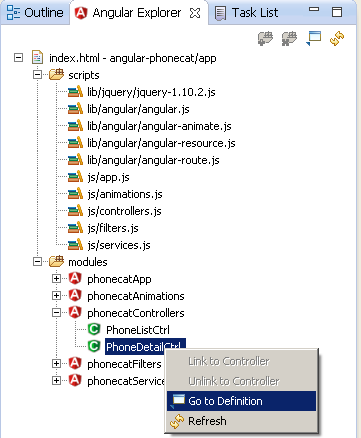 Outline Angular Explorer Task List
index.html - angular-phonecat/app
scripts
lib/jquery/jquery-1.10.2.js
lib/angular/angular.js
lib/angular/angular-animate.js
lib/angular/angular-resource.js
lib/angular/angular-route.js
js/app.js
js/animations.js
js/controllers.js
js/filters.js
js/services.js
modules
phonecatApp
phonecatAnimations
phonecatControllers
PhoneListCtrl
PhoneDetailCtrl
phonecatFilters
phonecatService
Link to Controller
Unlink to Controller
Go to Definition
Refresh